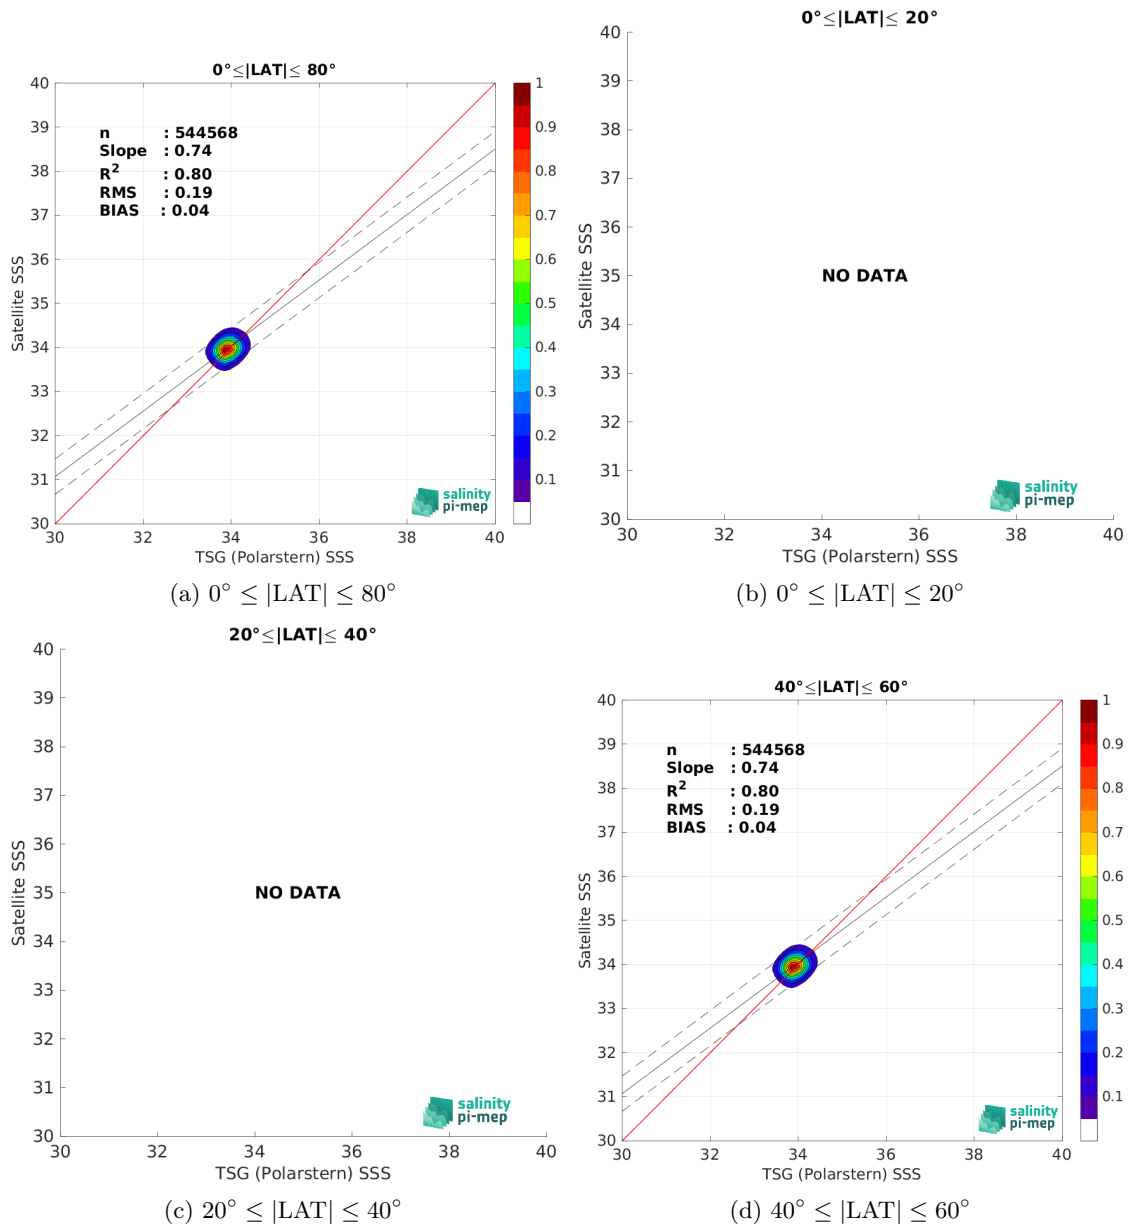 0°≤|LAT|≤ 80°
40
39
38
37
36
35
34
33
32
31
30
Satellite SSS
n : 544568
Slope : 0.74
R² : 0.80
RMS : 0.19
BIAS : 0.04
1
0.9
0.8
0.7
0.6
0.5
0.4
0.3
0.2
0.1
salinity
pi-mep
30 32 34 36 38 40
TSG (Polarstern) SSS
(a) 0° ≤ |LAT| ≤ 80°
0°≤|LAT|≤ 20°
40
39
38
37
36
35
34
33
32
31
30
Satellite SSS
NO DATA
salinity
pi-mep
30 32 34 36 38 40
TSG (Polarstern) SSS
(b) 0° ≤ |LAT| ≤ 20°
20°≤|LAT|≤ 40°
40
39
38
37
36
35
34
33
32
31
30
Satellite SSS
NO DATA
salinity
pi-mep
30 32 34 36 38 40
TSG (Polarstern) SSS
(c) 20° ≤ |LAT| ≤ 40°
40°≤|LAT|≤ 60°
40
39
38
37
36
35
34
33
32
31
30
Satellite SSS
n : 544568
Slope : 0.74
R² : 0.80
RMS : 0.19
BIAS : 0.04
1
0.9
0.8
0.7
0.6
0.5
0.4
0.3
0.2
0.1
salinity
pi-mep
30 32 34 36 38 40
TSG (Polarstern) SSS
(d) 40° ≤ |LAT| ≤ 60°